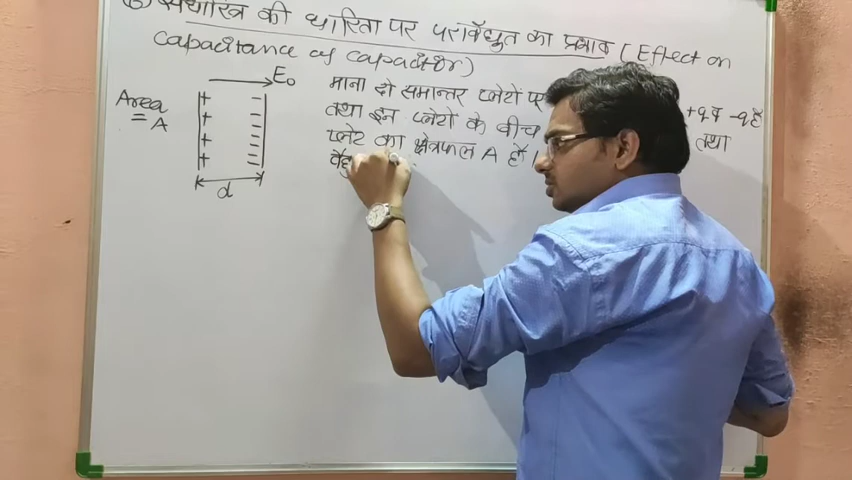 संधारित्र की धारिता पर परावैद्युत का प्रभाव ( Effect on
capacitance of capacitor)
E₀
Area
= A
+ −
+ −
+ −
+ −
d
माना दो समान्तर प्लेटों पर +q व -q है
तथा इन प्लेटों के बीच तथा
प्लेट का क्षेत्रफल A है।